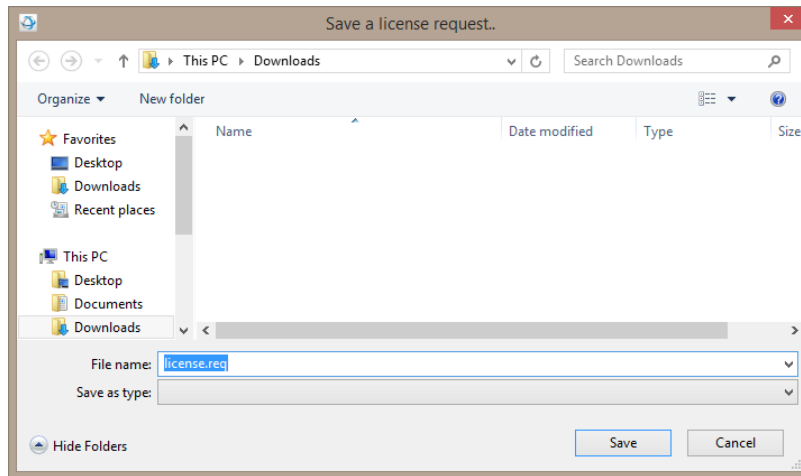 Save a license request..
This PC Downloads
Search Downloads
Organize New folder
Name Date modified Type Size
Favorites
Desktop
Downloads
Recent places
This PC
Desktop
Documents
Downloads
File name: license.req
Save as type:
Hide Folders Save Cancel